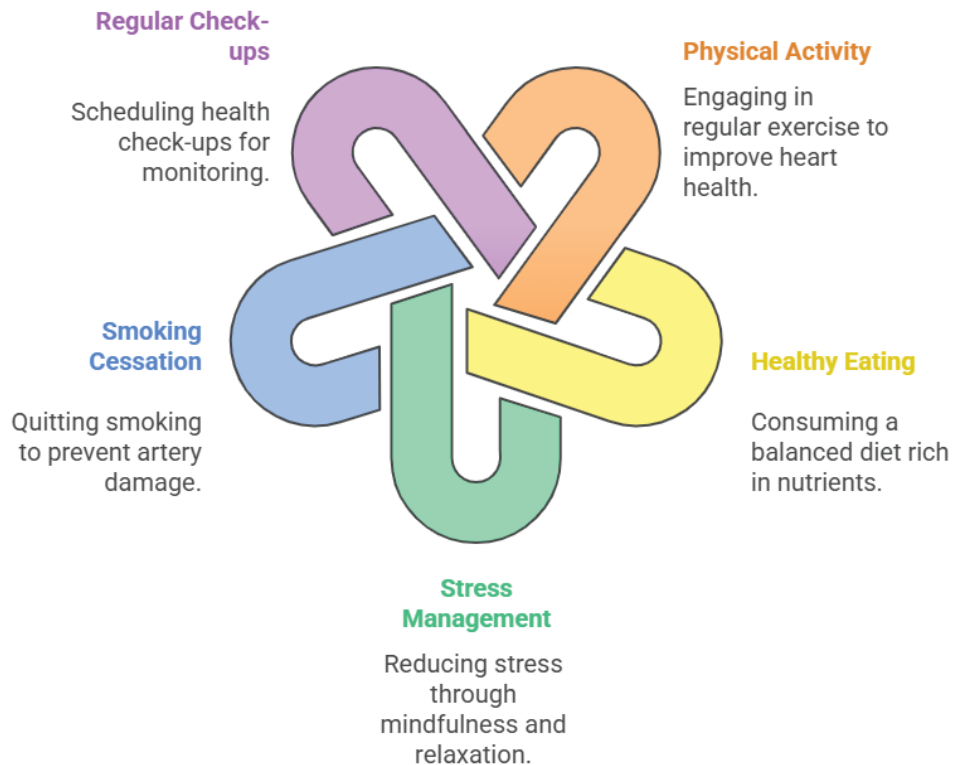 Regular Check-
ups
Scheduling health
check-ups for
monitoring.
Physical Activity
Engaging in
regular exercise to
improve heart
health.
Smoking
Cessation
Quitting smoking
to prevent artery
damage.
Healthy Eating
Consuming a
balanced diet rich
in nutrients.
Stress
Management
Reducing stress
through
mindfulness and
relaxation.